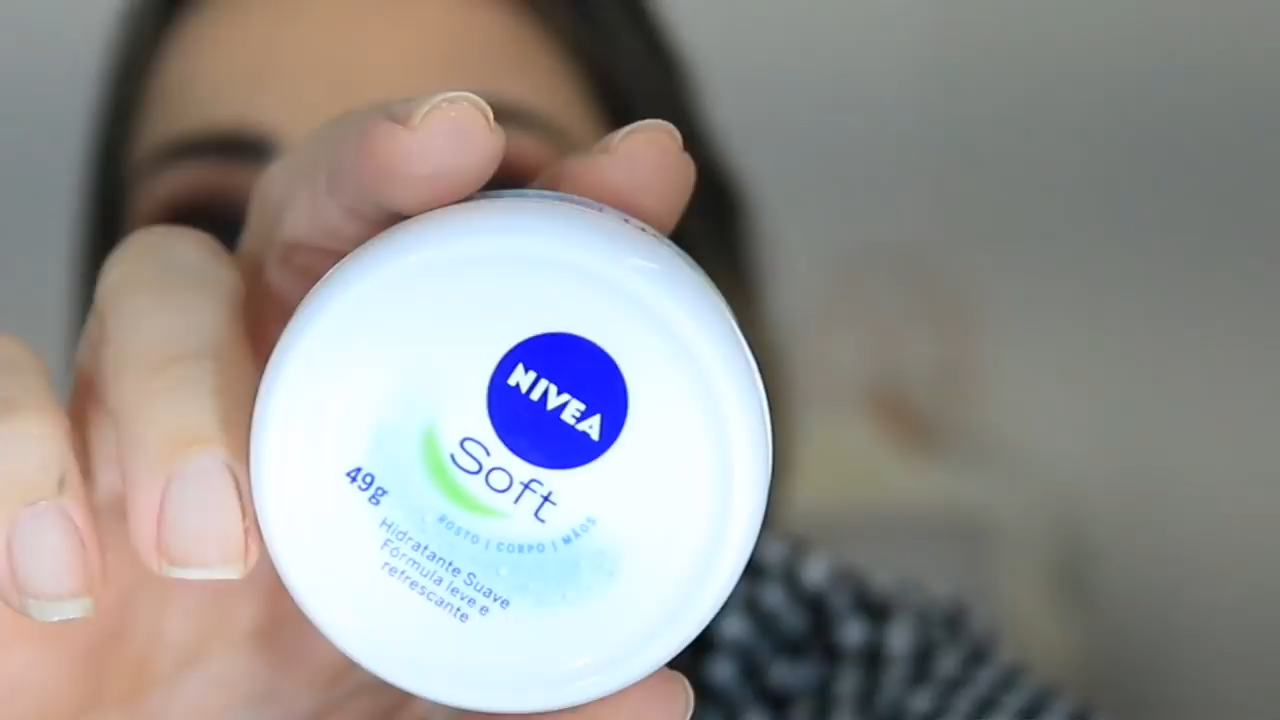 NIVEA
Soft
49g
ROSTO | CORPO | MÃOS
Hidratante Suave
Fórmula leve e
refrescante